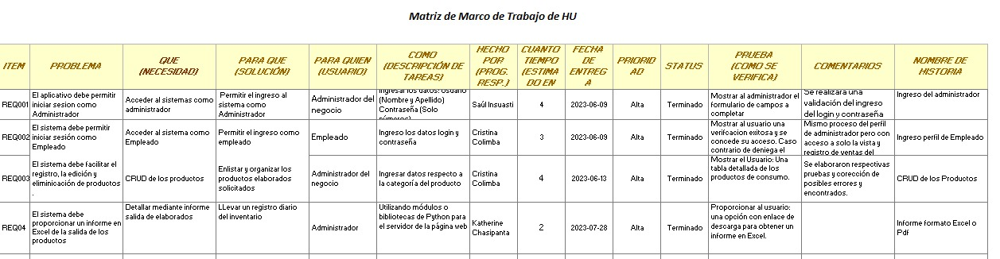 Matriz de Marco de Trabajo de HU
ITEM
PROBLEMA
QUE
(NECESIDAD)
PARA QUE
(SOLUCIÓN)
PARA QUIEN
(USUARIO)
COMO
(DESCRIPCIÓN DE
TAREAS)
HECHO
POR
(PROG.
RESP.)
CUANTO
TIEMPO
(ESTIMA
DO EN
FECHA
DE
ENTREG
A
PRIORID
AD
STATUS
PRUEBA
(COMO SE
VERIFICA)
COMENTARIOS
NOMBRE DE
HISTORIA
REQ001
El aplicativo debe permitir
iniciar sesion como
Administrador
Acceder al sistemas como
administrador
Permitir el ingreso al
sistema como
Administrador
Administrador del
negocio
Ingresar los datos: Usuario
(Nombre y Apellido)
Contraseña (Solo
números)
Saúl Insuasti
4
2023-06-09
Alta
Terminado
Mostrar al administrador el
formulario de campos a
completar
Se realizara una
validación del ingreso
del login y contraseña
Ingreso del administrador
REQ002
El sistema debe permitir
iniciar sesión como
Empleado
Acceder al sistema como
Empleado
Permitir el ingreso como
empleado
Empleado
Ingreso los datos login y
contraseña
Cristina
Colimba
3
2023-06-09
Alta
Terminado
Mostrar al usuario una
verifcacion exitosa y se
concede su acceso. Caso
contrario de deniega el
Mismo proceso del perfil
de administrador pero con
acceso a solo la vista y
registro de ventas del
Ingreso perfil de Empleado
REQ003
El sistema debe facilitar el
registro, la edición y
eliminicación de productos
.
CRUD de los productos
Enlistar y organizar los
productos elaborados
solicitados
Administrador del
negocio
Ingresar datos respecto a
la categoría del producto
Cristina
Colimba
4
2023-06-13
Alta
Terminado
Mostrar el Usuario: Una
tabla detallada de los
productos de consumo.
Se elaboraron respectivas
pruebas y corección de
posibles errores y
encontrados.
CRUD de los Productos
REQ04
El sistema debe
proporcionar un informe en
Excel de la salida de los
productos
Detallar mediante informe
salida de elaborados
LLevar un registro diario
del inventario
Administrador
Utilizando módulos o
bibliotecas de Python para
el servidor de la página web
Katherine
Chasipanta
2
2023-07-28
Alta
Terminado
Proporcionar al usuario:
una opción con enlace de
descarga para obtener un
informe en Excel.
Informe formato Excel o
Pdf